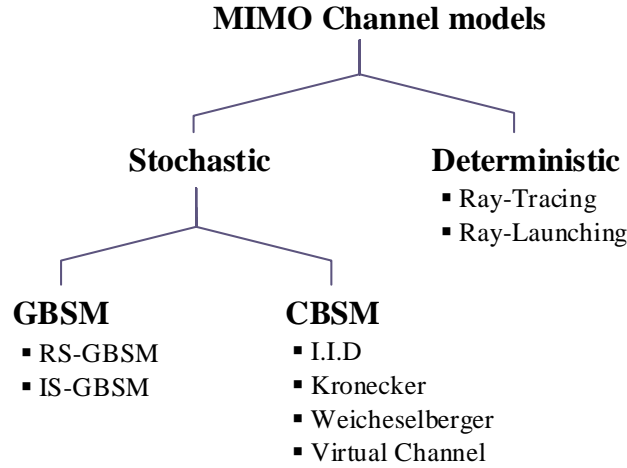 MIMO Channel models
Stochastic
Deterministic
▪ Ray-Tracing
▪ Ray-Launching
GBSM
▪ RS-GBSM
▪ IS-GBSM
CBSM
▪ I.I.D
▪ Kronecker
▪ Weicheselberger
▪ Virtual Channel